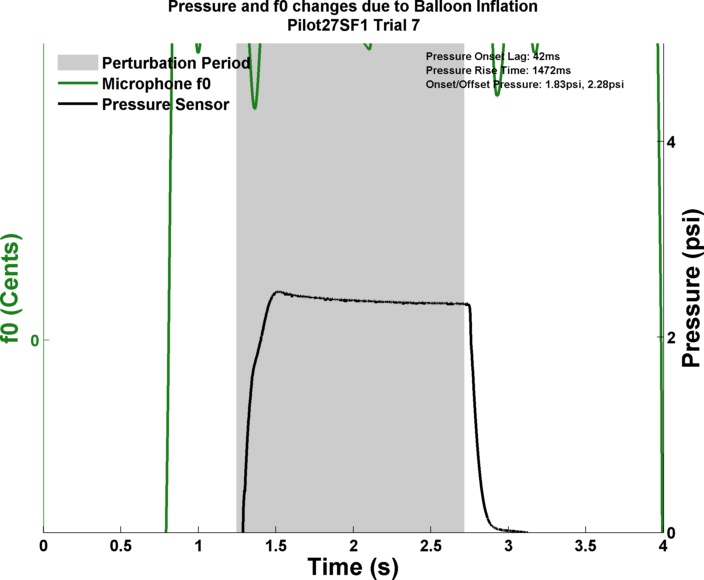 Pressure and f0 changes due to Balloon Inflation
Pilot27SF1 Trial 7
Perturbation Period
Microphone f0
Pressure Sensor
Pressure Onset Lag: 42ms
Pressure Rise Time: 1472ms
Onset/Offset Pressure: 1.83psi, 2.28psi
f0 (Cents)
0
4
2
0
Pressure (psi)
0 0.5 1 1.5 2 2.5 3 3.5 4
Time (s)